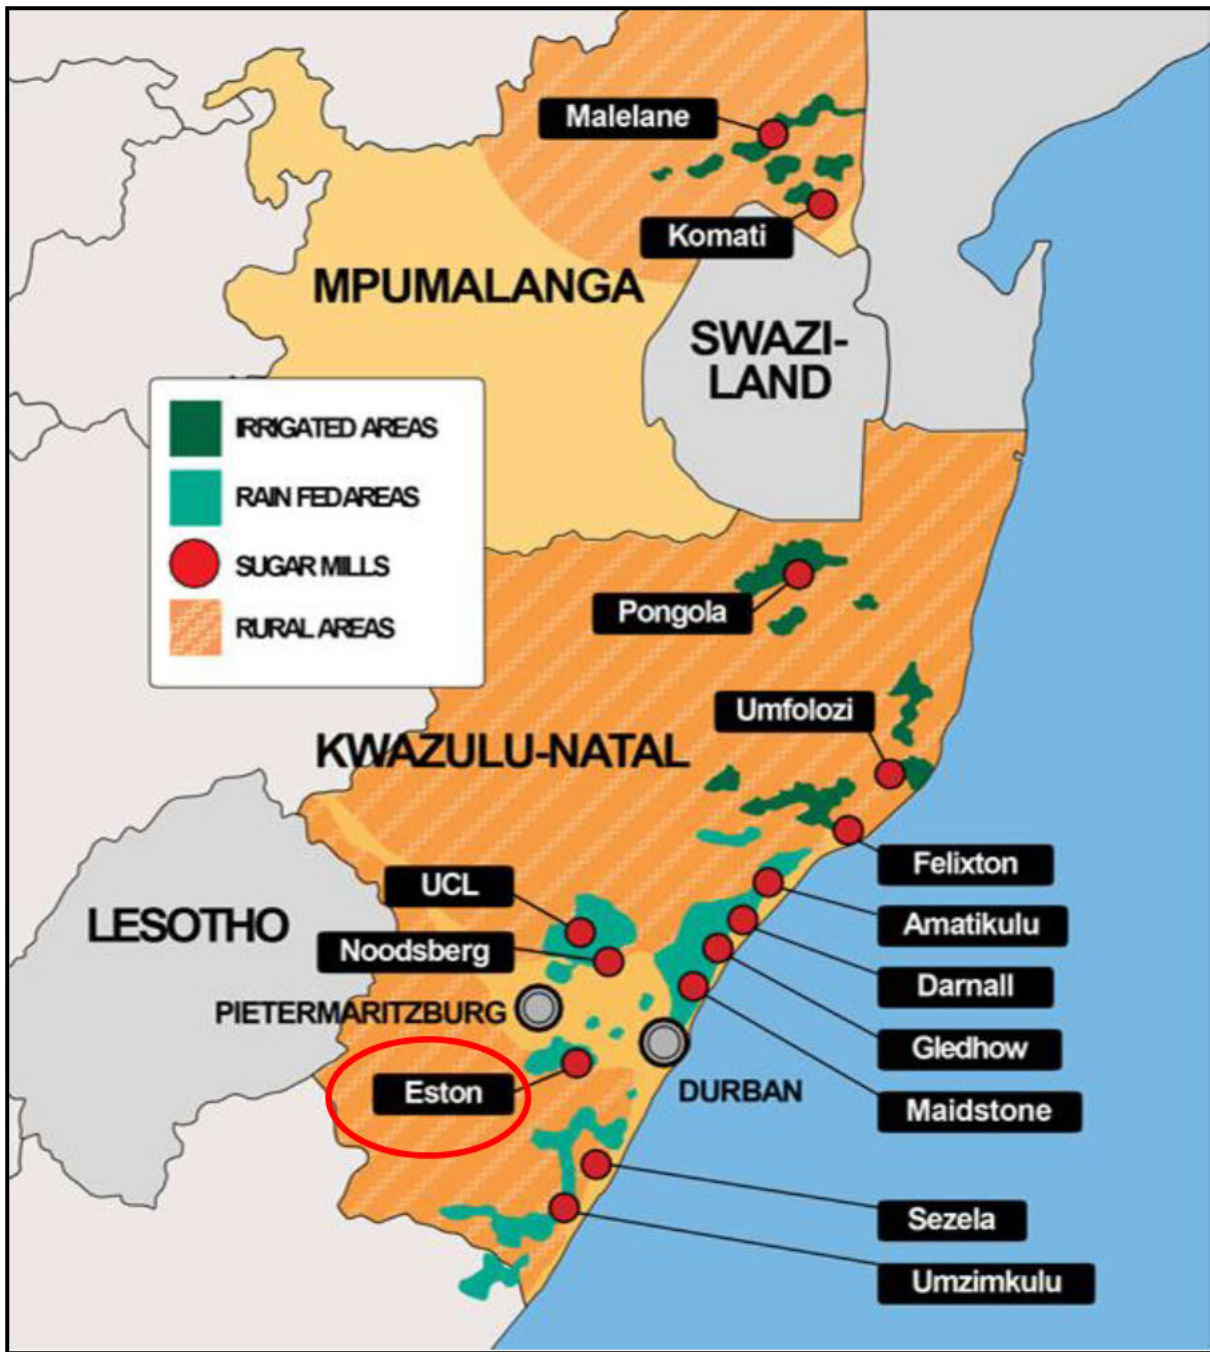 Malelane
Komati
MPUMALANGA
SWAZI-
LAND
IRRIGATED AREAS
RAIN FED AREAS
SUGAR MILLS
RURAL AREAS
Pongola
Umfolozi
KWAZULU-NATAL
Felixton
UCL
Amatikulu
LESOTHO
Noodsberg
Darnall
PIETERMARITZBURG
Gledhow
Eston
DURBAN
Maidstone
Sezela
Umzimkulu